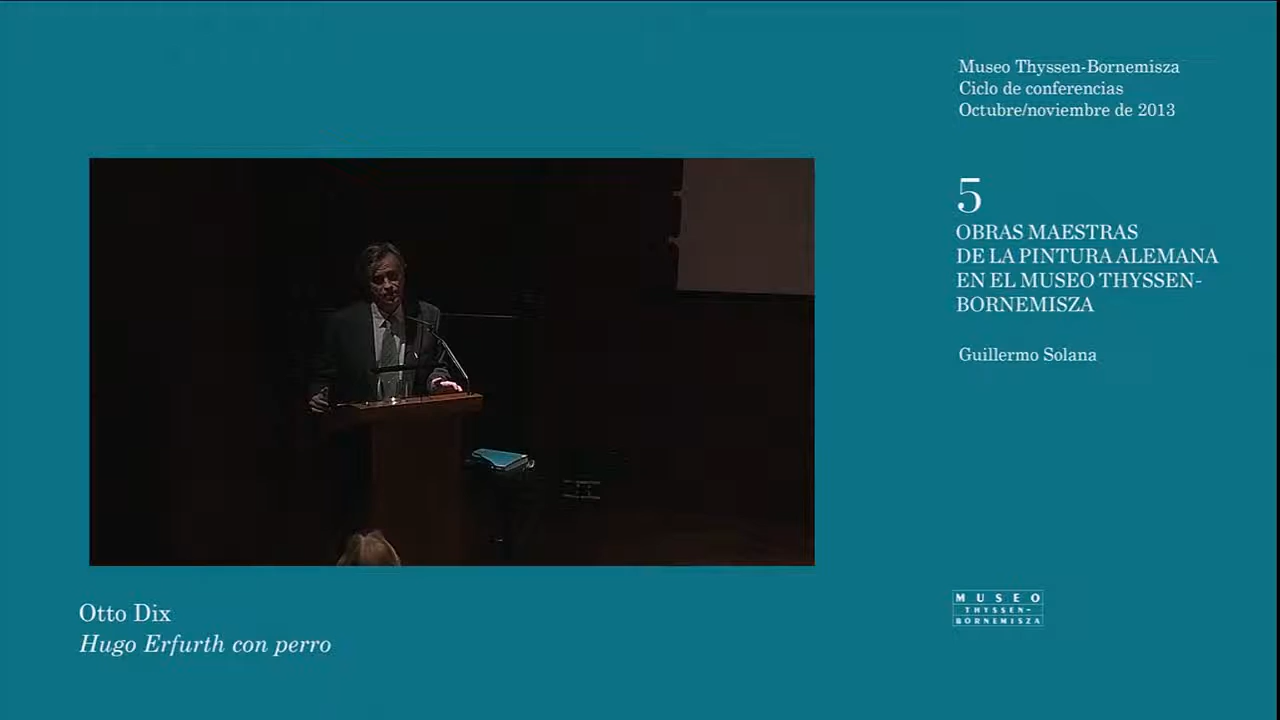 Museo Thyssen-Bornemisza
Ciclo de conferencias
Octubre/noviembre de 2013
5
OBRAS MAESTRAS
DE LA PINTURA ALEMANA
EN EL MUSEO THYSSEN-
BORNEMISZA
Guillermo Solana
Otto Dix
Hugo Erfurth con perro
MUSEO
THYSSEN-
BORNEMISZA